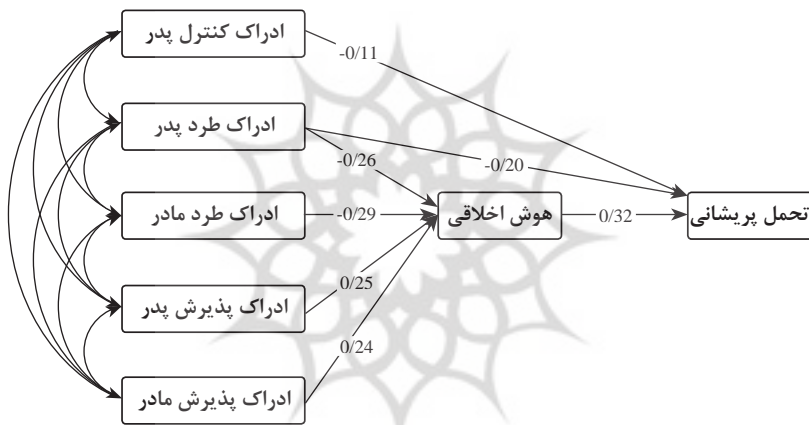 ادراک کنترل پدر
-0/11
ادراک طرد پدر
-0/26
-0/20
ادراک طرد مادر
-0/29
هوش اخلاقی
0/32
تحمل پریشانی
ادراک پذیرش پدر
0/25
0/24
ادراک پذیرش مادر